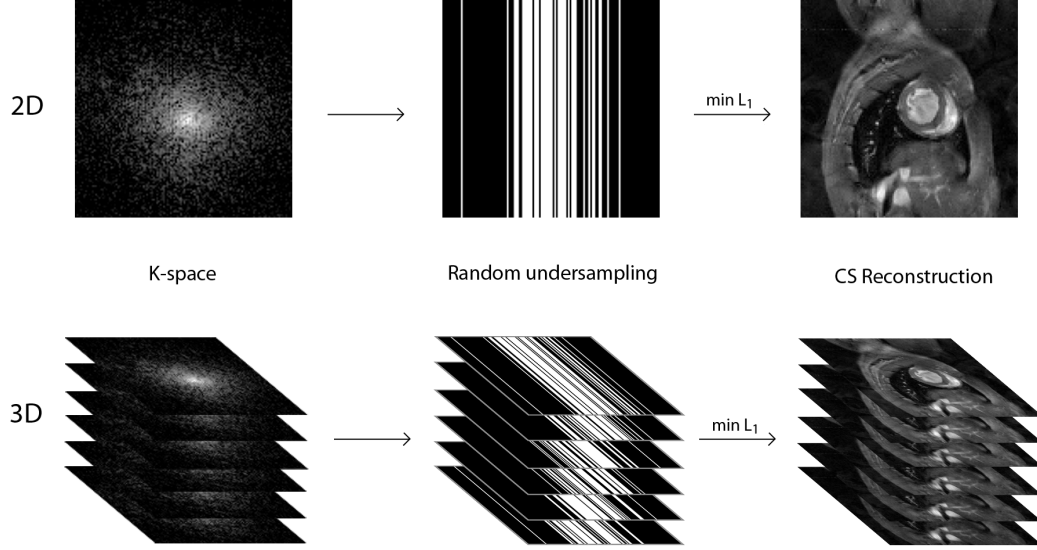 2D
min L₁
K-space
Random undersampling
CS Reconstruction
3D
min L₁